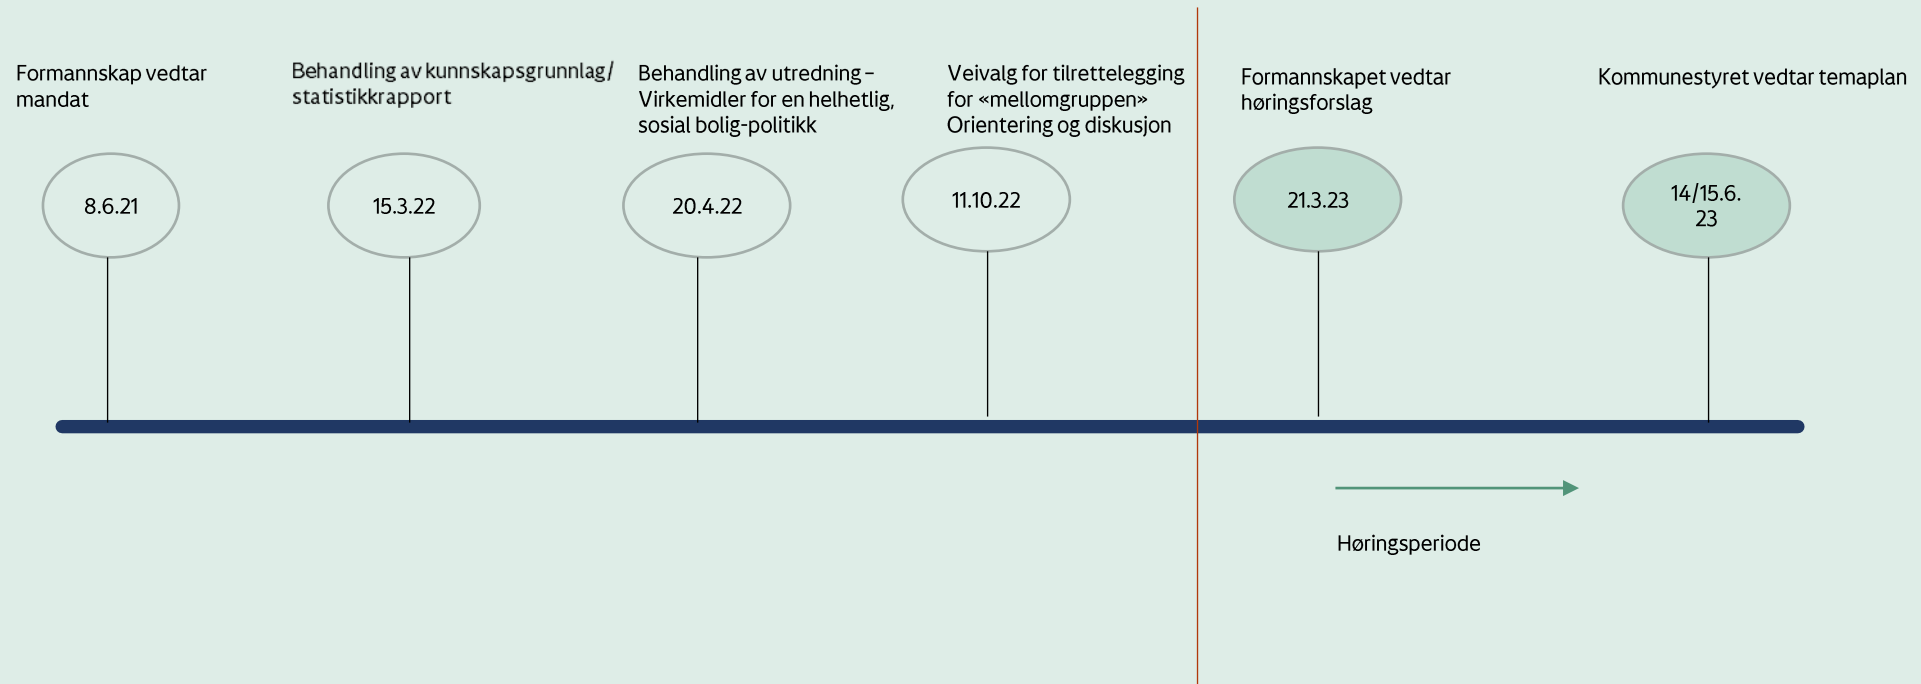 Formannskap vedtar
mandat
8.6.21
Behandling av kunnskapsgrunnlag/
statistikkrapport
15.3.22
Behandling av utredning –
Virkemidler for en helhetlig,
sosial bolig-politikk
20.4.22
Veivalg for tilrettelegging
for «mellomgruppen»
Orientering og diskusjon
11.10.22
Formannskapet vedtar
høringsforslag
21.3.23
Kommunestyret vedtar temaplan
14/15.6.
23
Høringsperiode